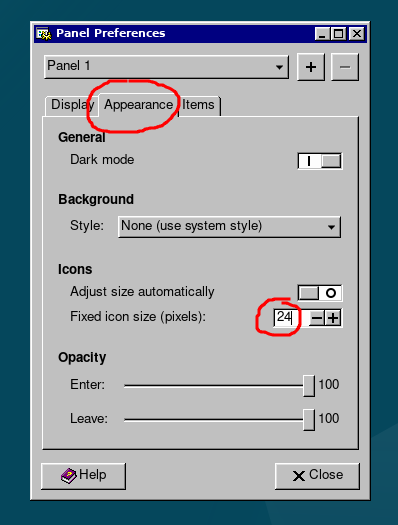 Panel Preferences
Panel 1
Display Appearance Items
General
Dark mode
Background
Style: None (use system style)
Icons
Adjust size automatically
Fixed icon size (pixels): 24
Opacity
Enter: 100
Leave: 100
Help Close